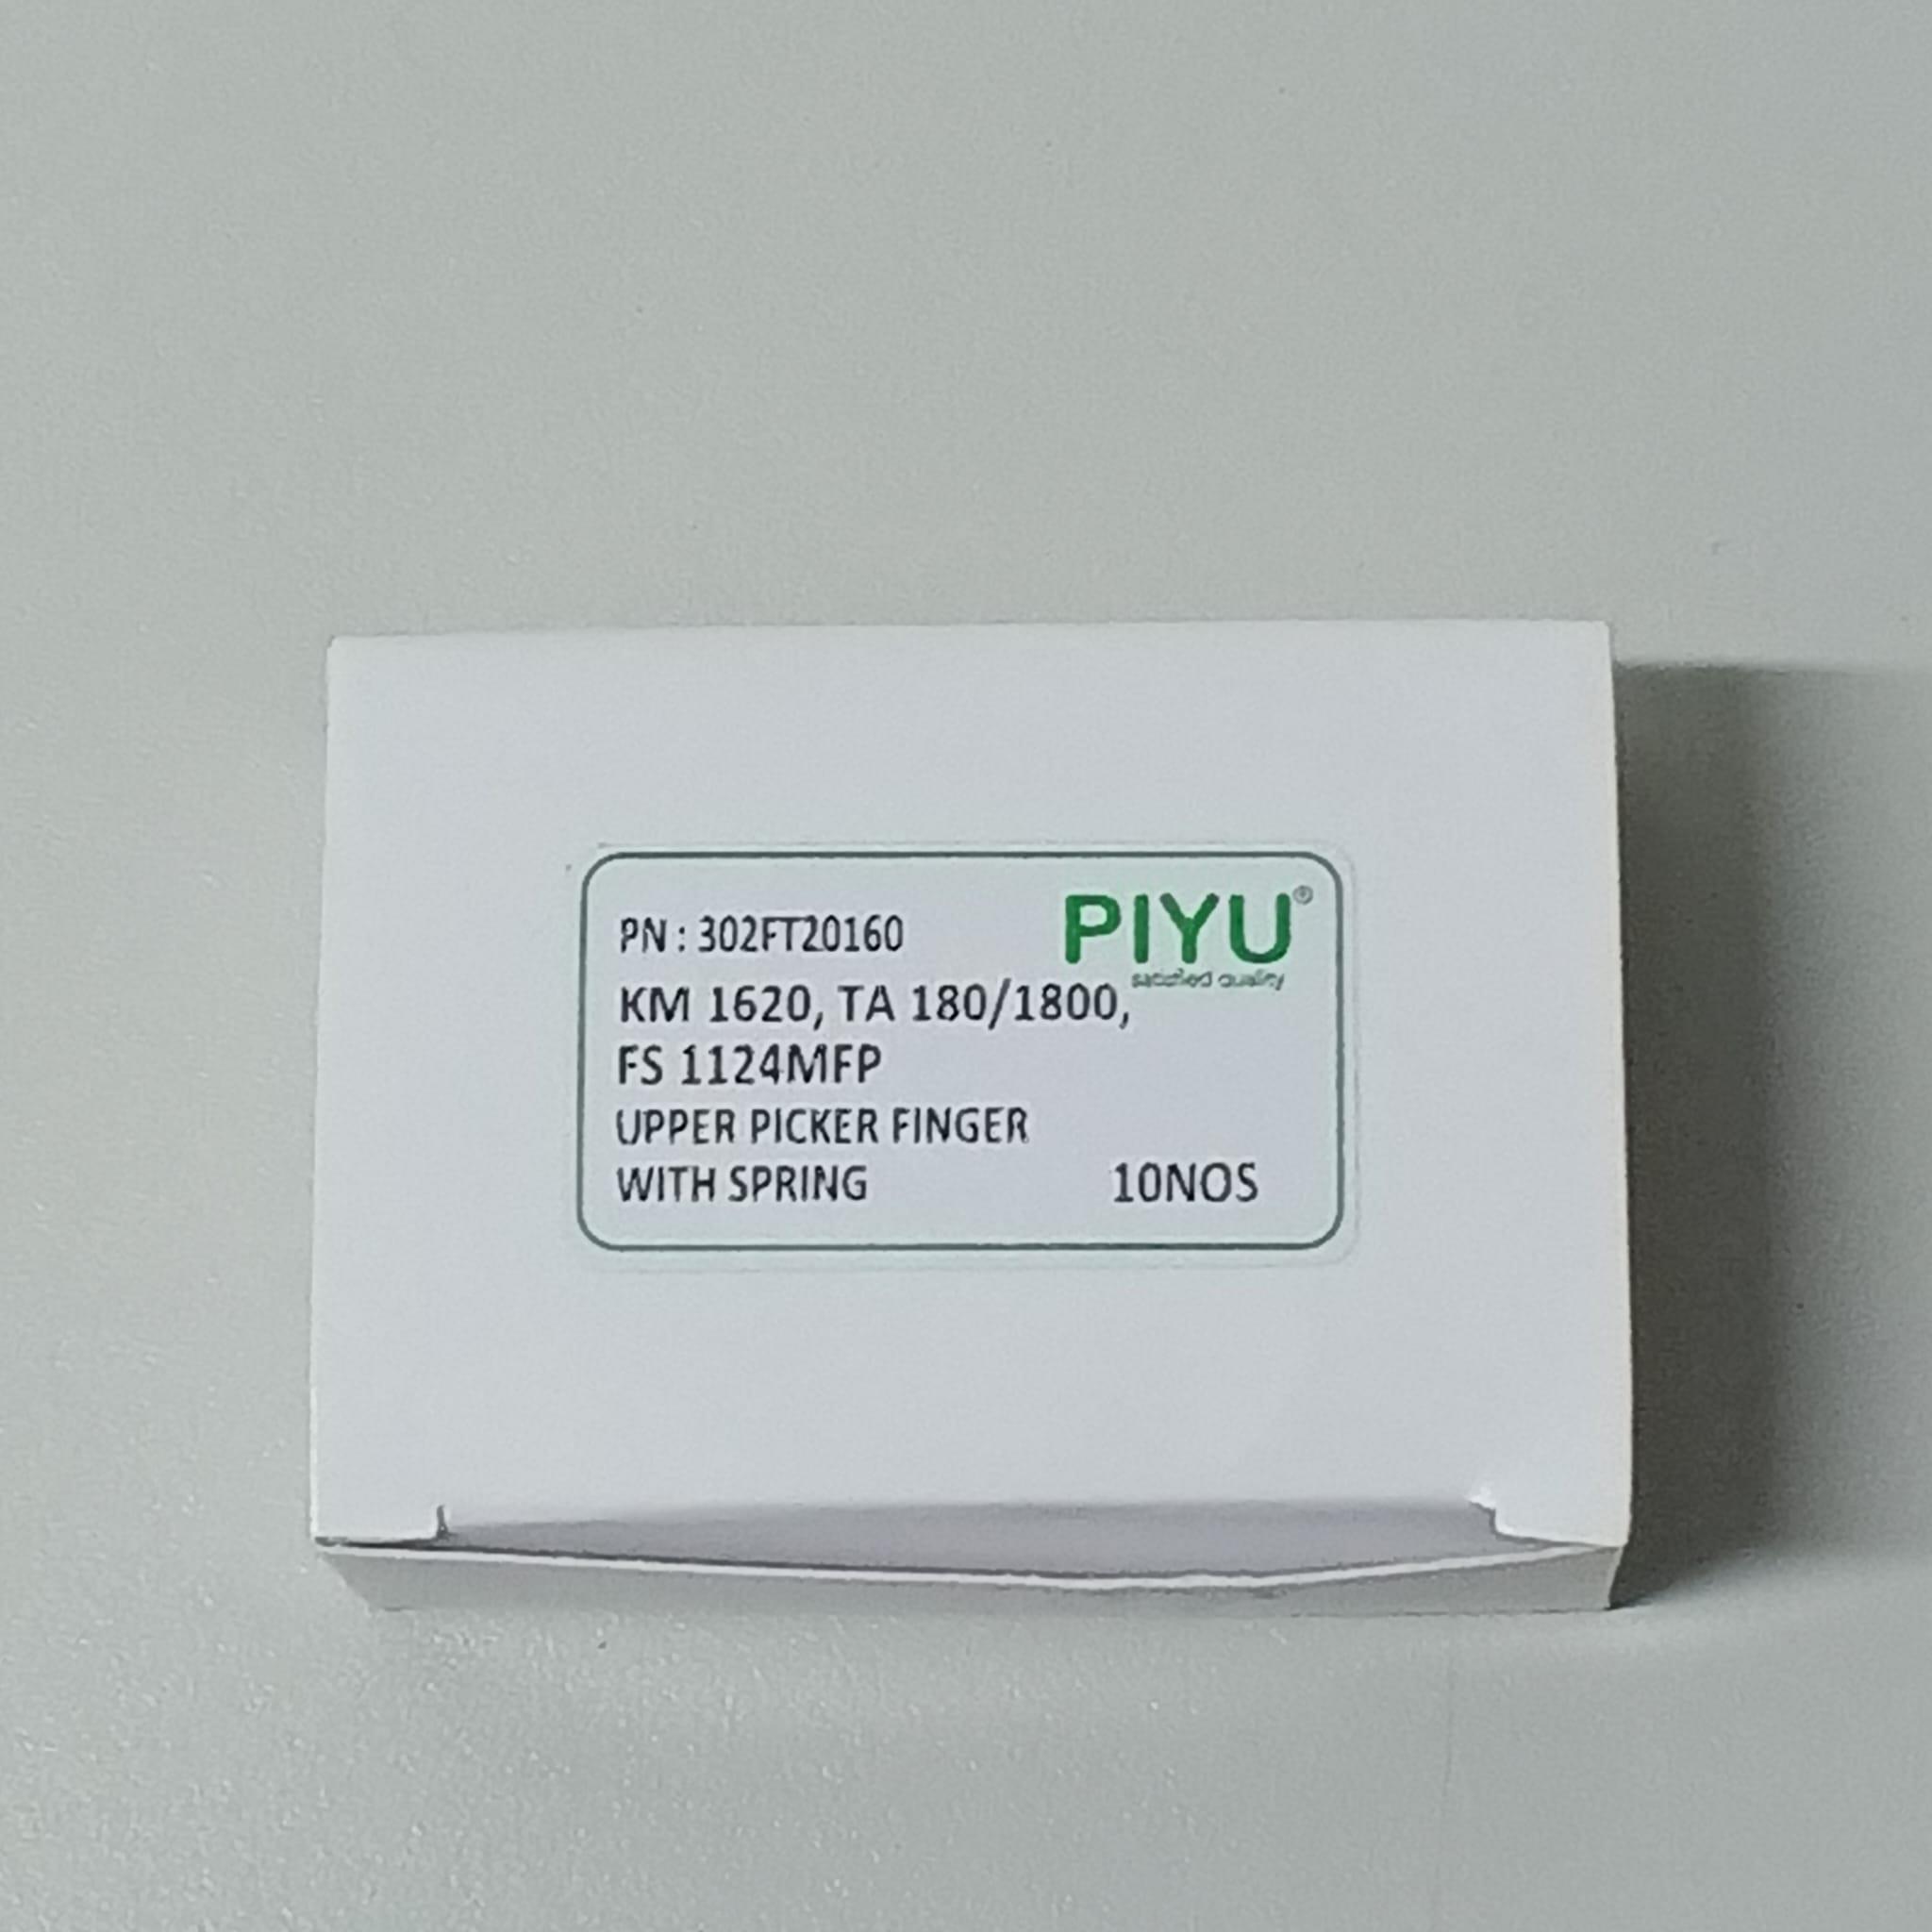 PN : 302FT20160
PIYU®
satisfied quality
KM 1620, TA 180/1800,
FS 1124MFP
UPPER PICKER FINGER
WITH SPRING 10NOS